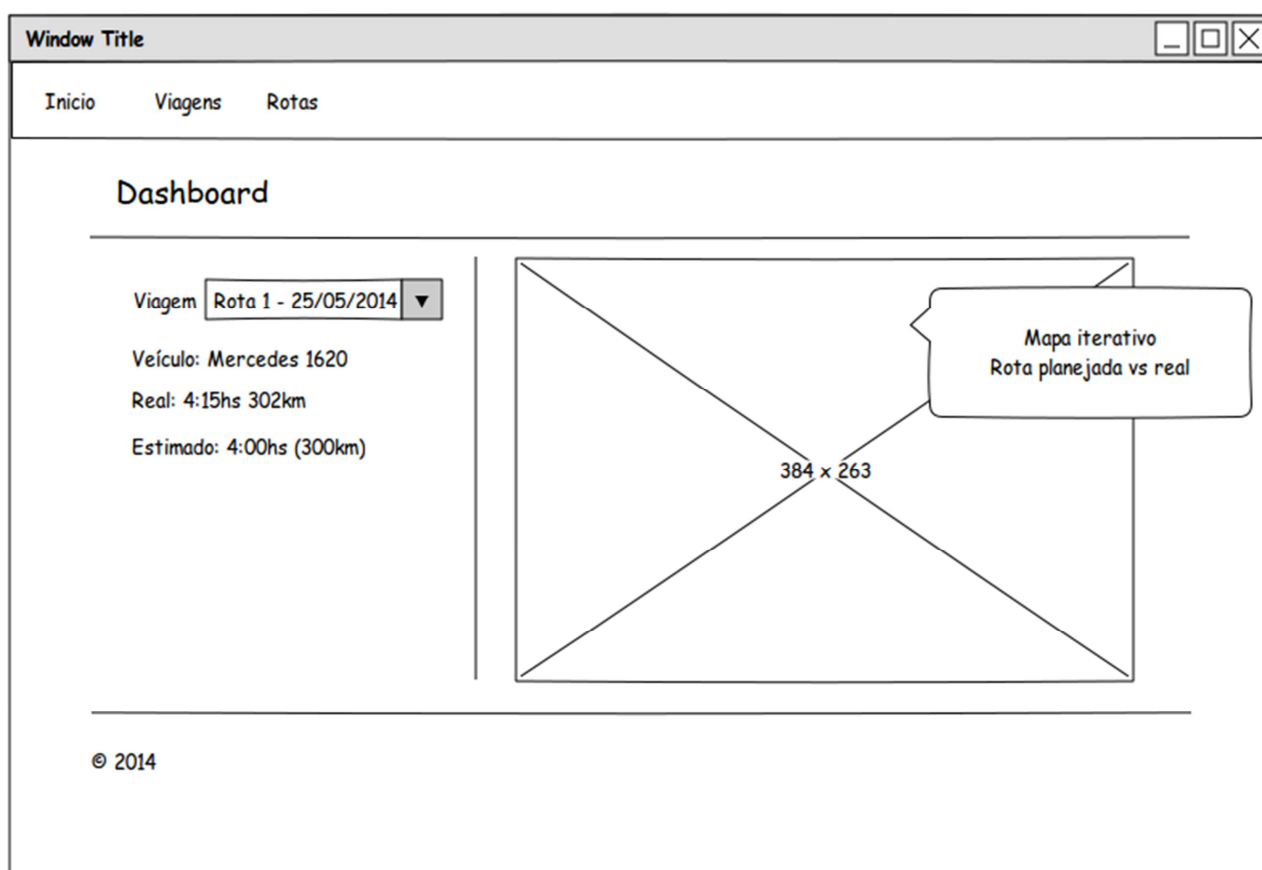 Window Title
Inicio Viagens Rotas
Dashboard
Viagem Rota 1 - 25/05/2014
Veículo: Mercedes 1620
Real: 4:15hs 302km
Estimado: 4:00hs (300km)
Mapa iterativo
Rota planejada vs real
384 x 263
© 2014